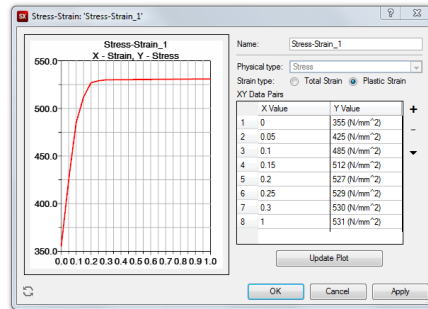 SX Stress-Strain: 'Stress-Strain_1'
Stress-Strain_1
X - Strain, Y - Stress
550.0
500.0
450.0
400.0
350.0
0.0 0.1 0.2 0.3 0.4 0.5 0.6 0.7 0.8 0.9 1.0
Name: Stress-Strain_1
Physical type: Stress
Strain type: Total Strain Plastic Strain
XY Data Pairs
X Value Y Value
1 0 355 (N/mm^2)
2 0.05 425 (N/mm^2)
3 0.1 485 (N/mm^2)
4 0.15 512 (N/mm^2)
5 0.2 527 (N/mm^2)
6 0.25 529 (N/mm^2)
7 0.3 530 (N/mm^2)
8 1 531 (N/mm^2)
Update Plot
OK Cancel Apply